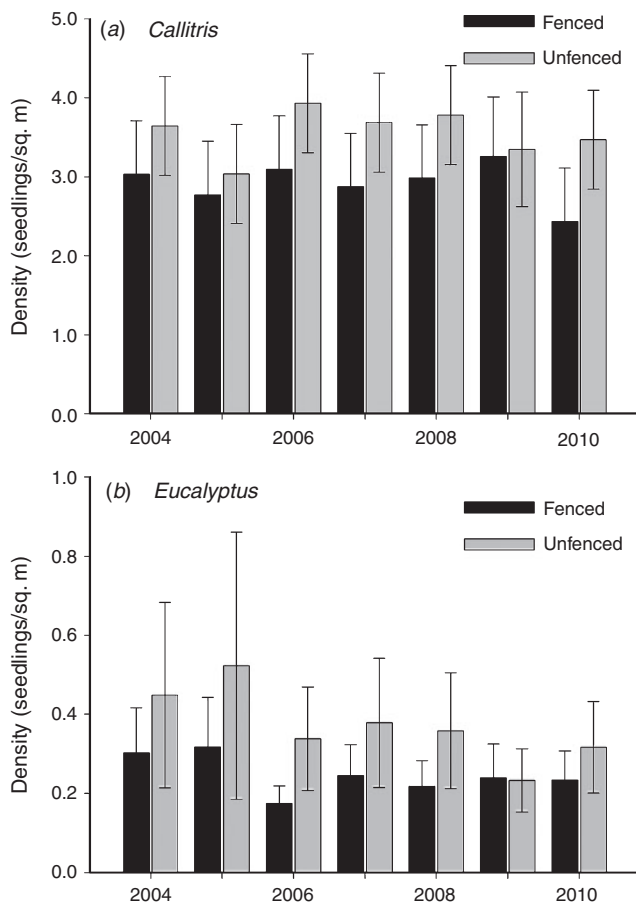 (a) Callitris
Fenced
Unfenced
Density (seedlings/sq. m)
5.0
4.0
3.0
2.0
1.0
0.0
2004 2006 2008 2010
(b) Eucalyptus
Fenced
Unfenced
Density (seedlings/sq. m)
1.0
0.8
0.6
0.4
0.2
0.0
2004 2006 2008 2010